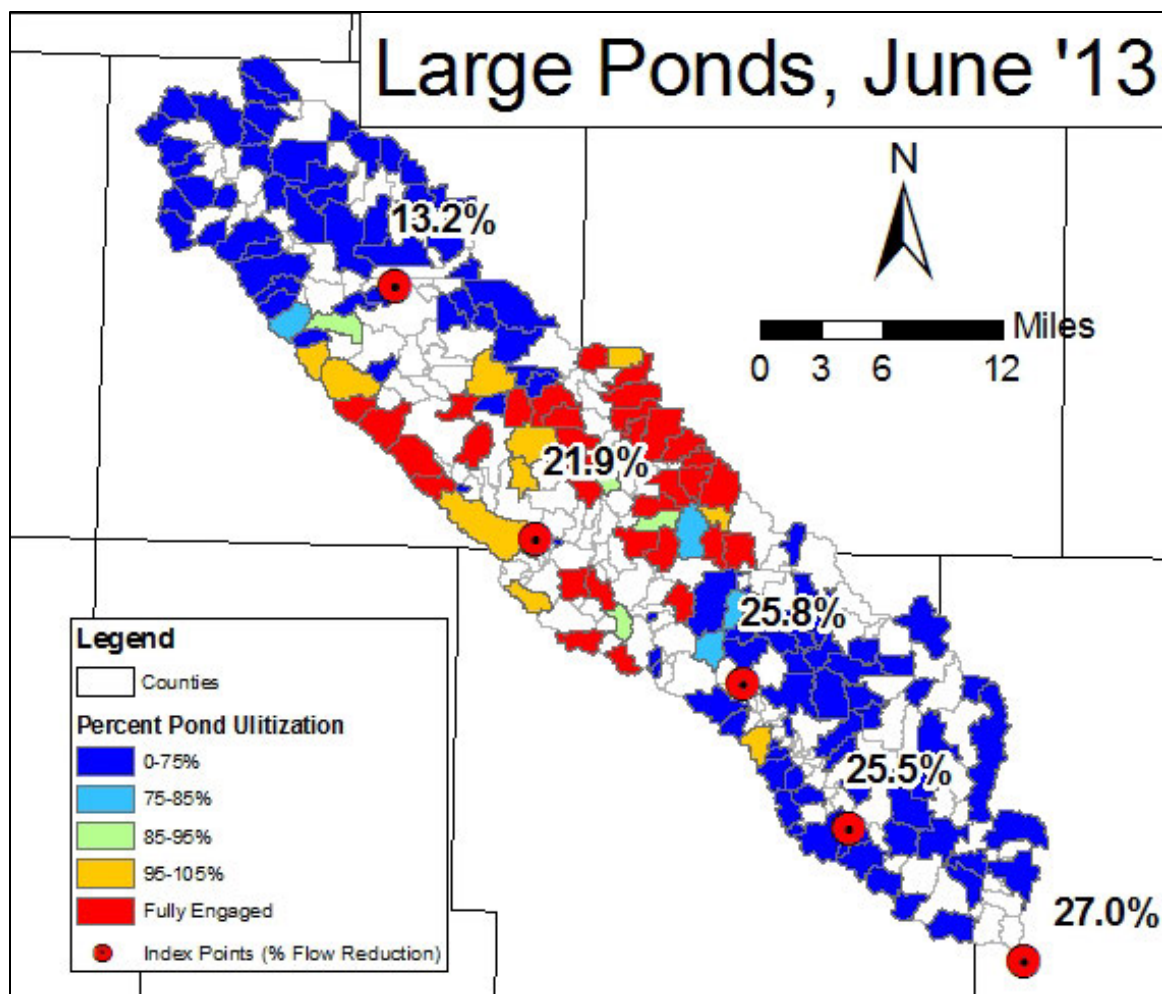 Large Ponds, June '13
N
Miles
0 3 6 12
13.2%
21.9%
25.8%
25.5%
27.0%
Legend
Counties
Percent Pond Ulitization
0-75%
75-85%
85-95%
95-105%
Fully Engaged
Index Points (% Flow Reduction)